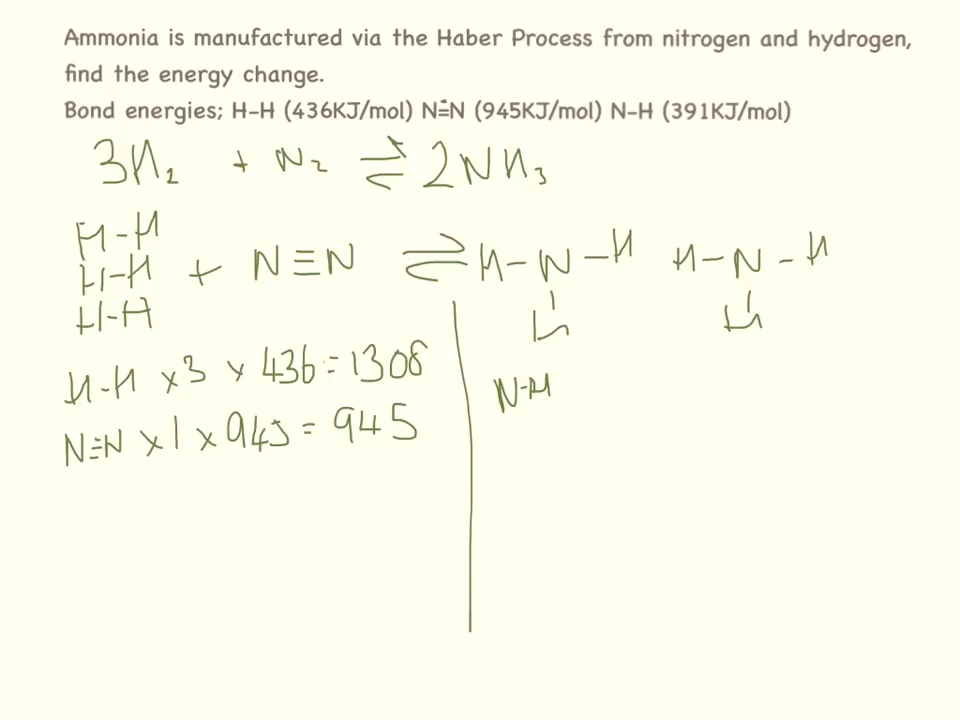 Ammonia is manufactured via the Haber Process from nitrogen and hydrogen,
find the energy change.
Bond energies; H-H (436KJ/mol) N≡N (945KJ/mol) N-H (391KJ/mol)
3H₂ + N₂ ⇌ 2NH₃
H-H
H-H + N≡N ⇌ H-N-H H-N-H
H-H
H H
H-H x3 x 436 = 1308
N-H
N≡N x 1 x 945 = 945